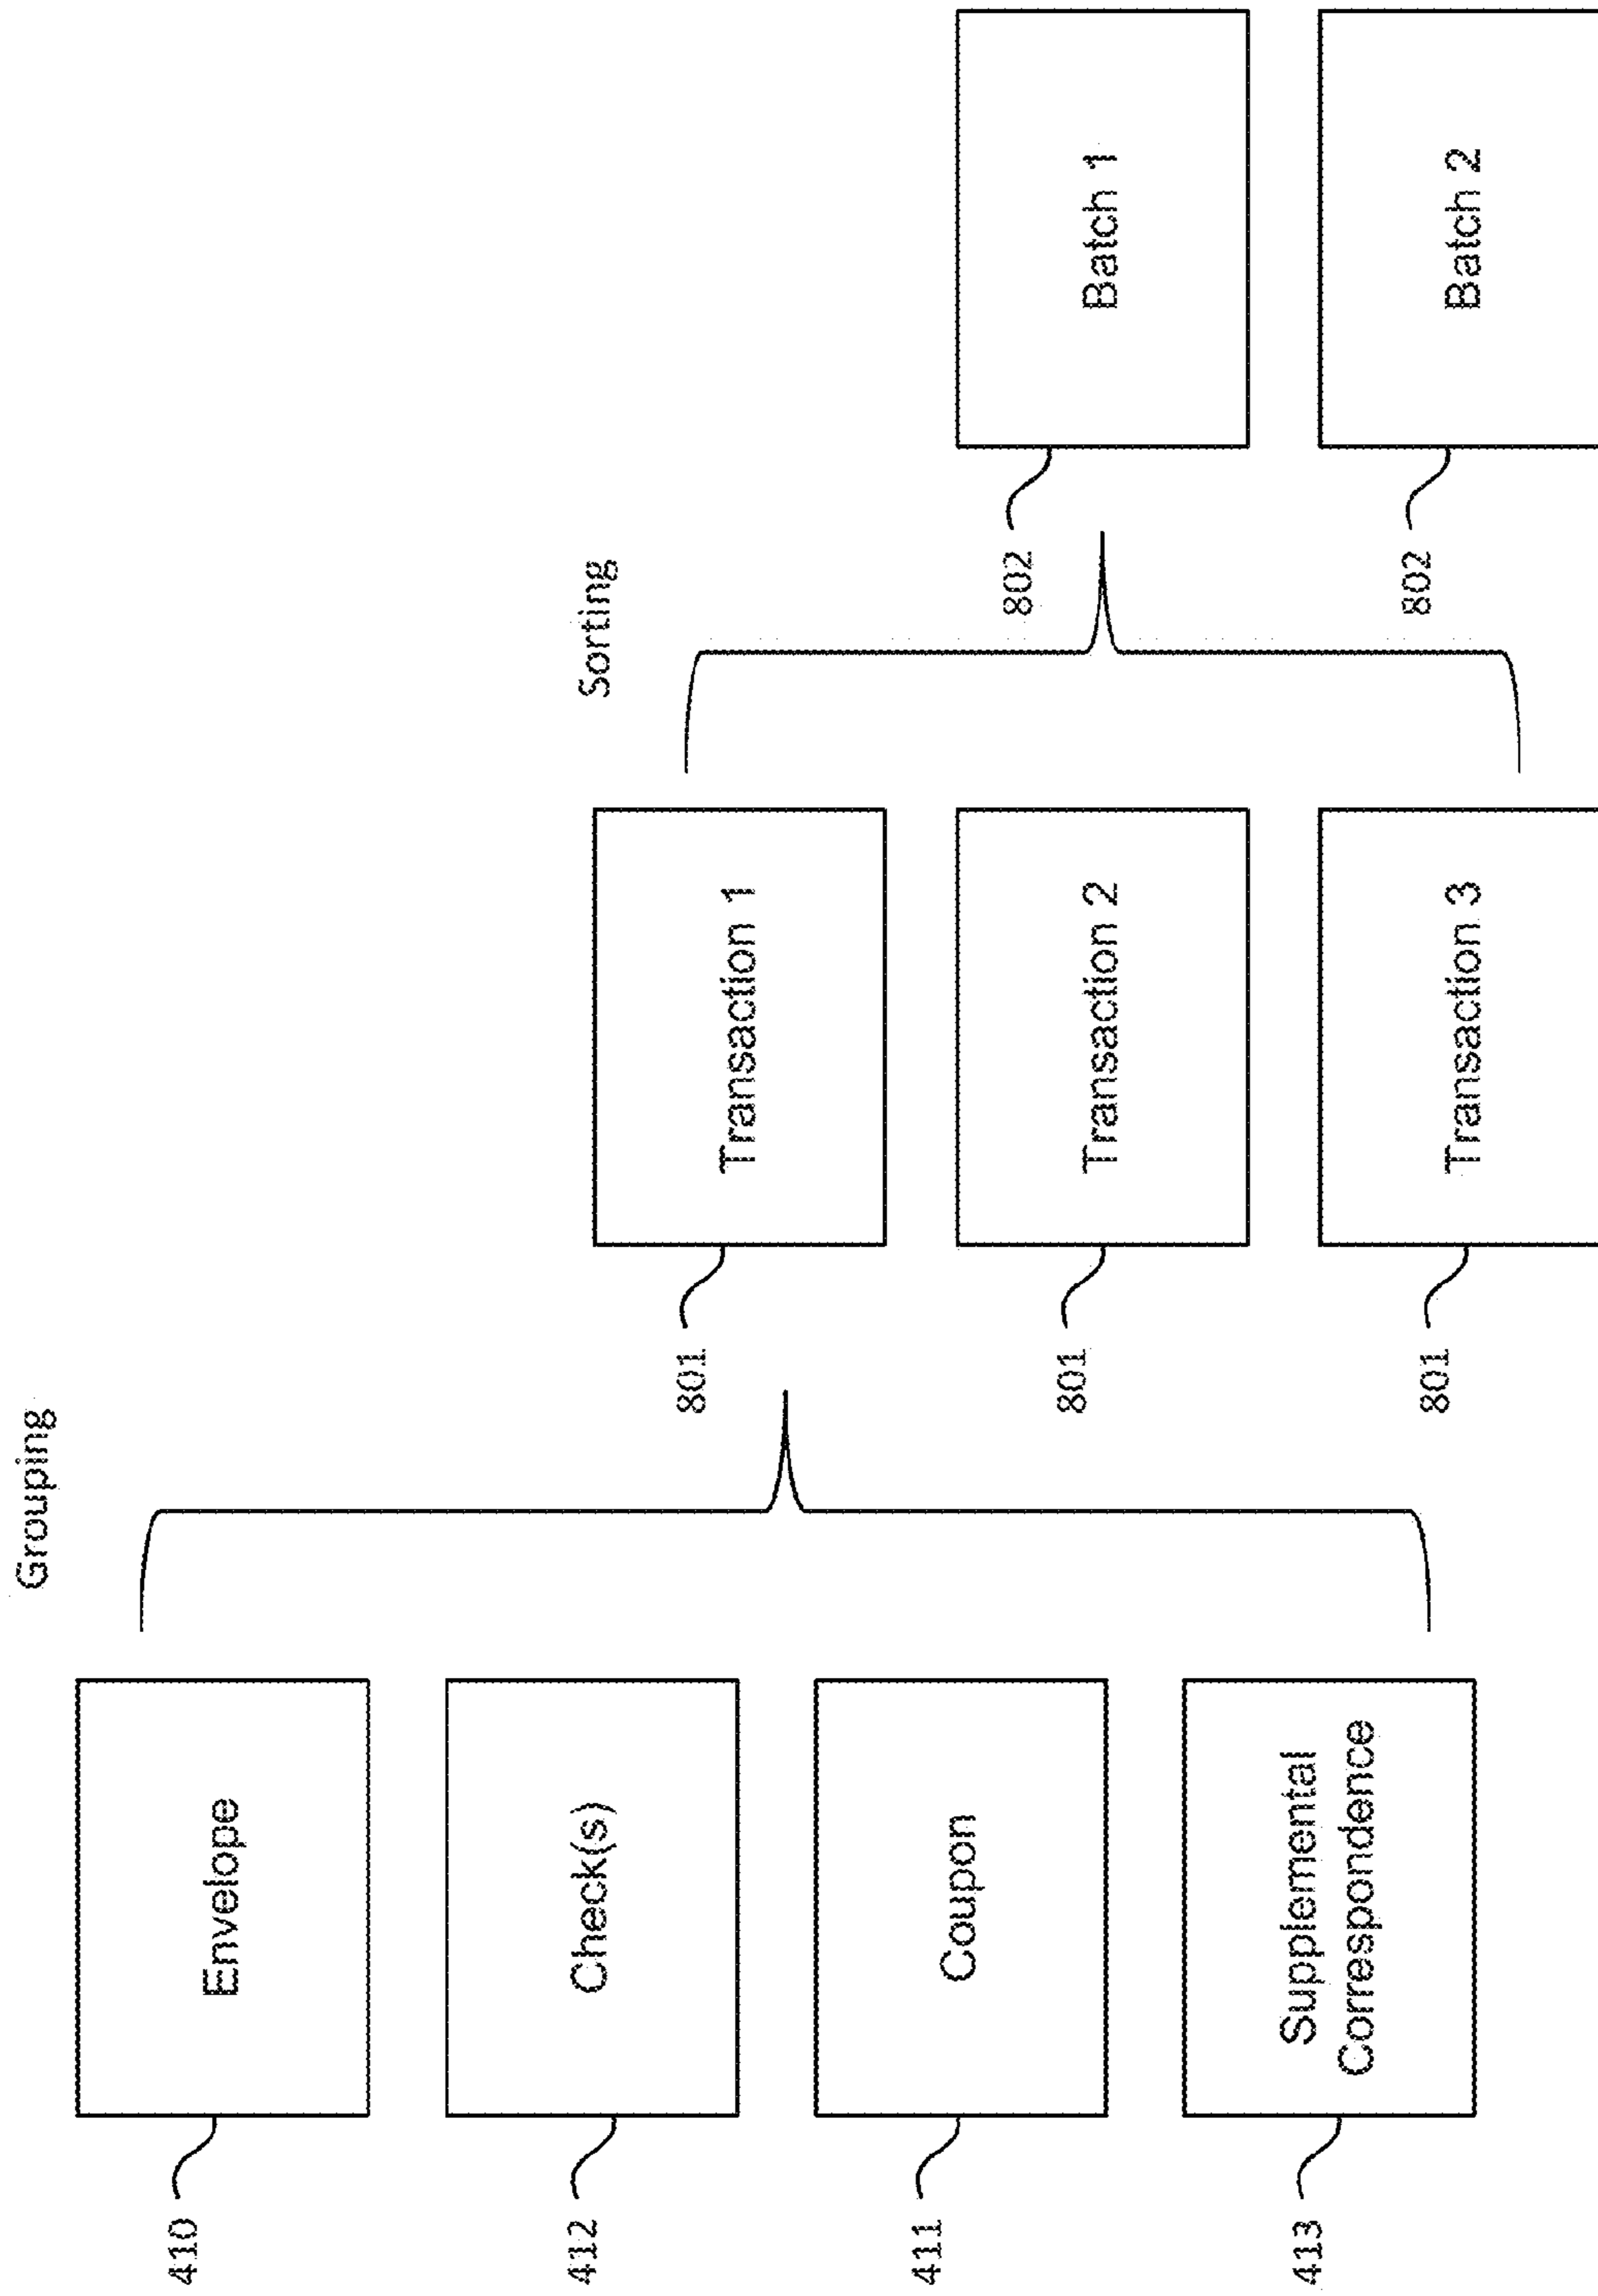 Grouping
410
Envelope
412
Check(s)
411
Coupon
413
Supplemental
Correspondence
Sorting
801
Transaction 1
801
Transaction 2
801
Transaction 3
802
Batch 1
802
Batch 2